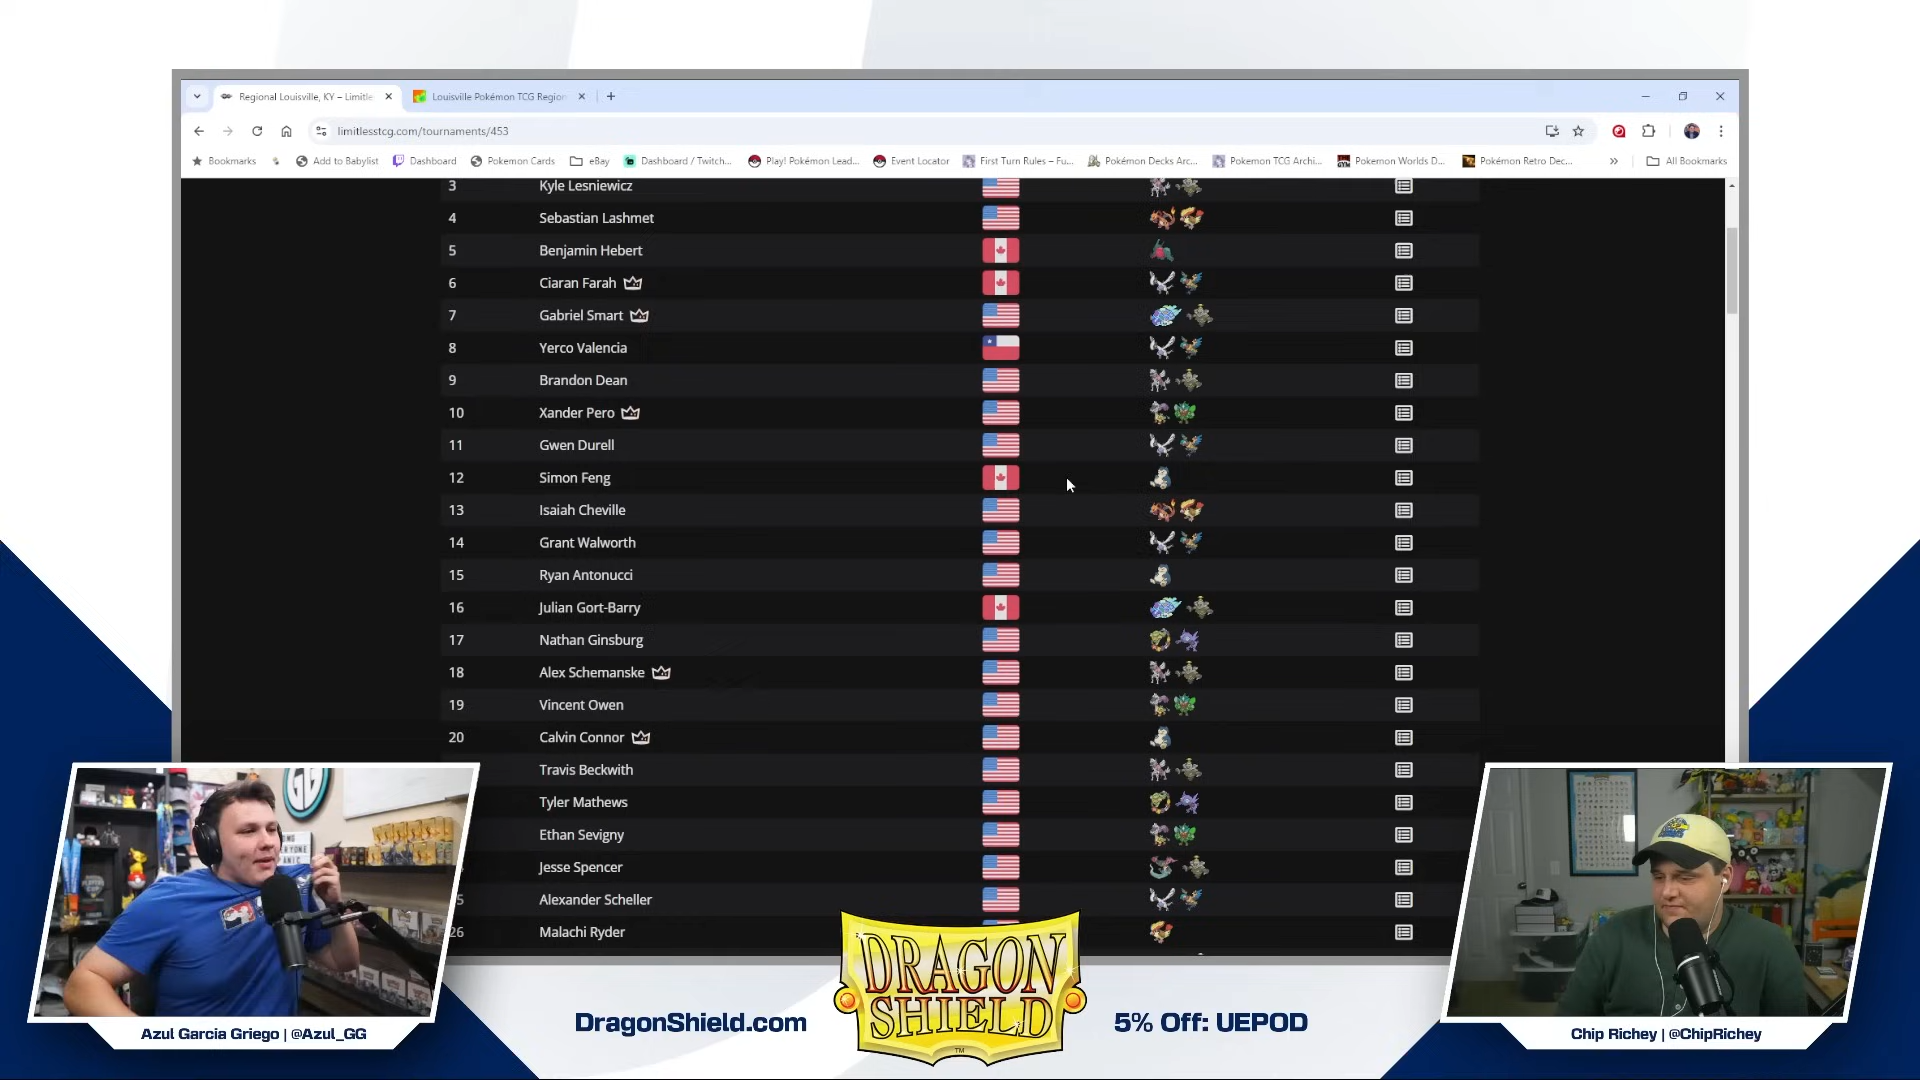 Regional Louisville, KY – Limitle
Louisville Pokémon TCG Region
limitlesstcg.com/tournaments/453
Bookmarks Add to Babylist Dashboard Pokemon Cards eBay Dashboard / Twitch... Play! Pokémon Lead... Event Locator First Turn Rules – Fu... Pokémon Decks Arc... Pokemon TCG Archi... Pokemon Worlds D... Pokémon Retro Dec... » All Bookmarks
3 Kyle Lesniewicz
4 Sebastian Lashmet
5 Benjamin Hebert
6 Ciaran Farah
7 Gabriel Smart
8 Yerco Valencia
9 Brandon Dean
10 Xander Pero
11 Gwen Durell
12 Simon Feng
13 Isaiah Cheville
14 Grant Walworth
15 Ryan Antonucci
16 Julian Gort-Barry
17 Nathan Ginsburg
18 Alex Schemanske
19 Vincent Owen
20 Calvin Connor
Travis Beckwith
Tyler Mathews
Ethan Sevigny
Jesse Spencer
5 Alexander Scheller
26 Malachi Ryder
DRAGON
SHIELD
TM
DragonShield.com
5% Off: UEPOD
Azul Garcia Griego | @Azul_GG
Chip Richey | @ChipRichey